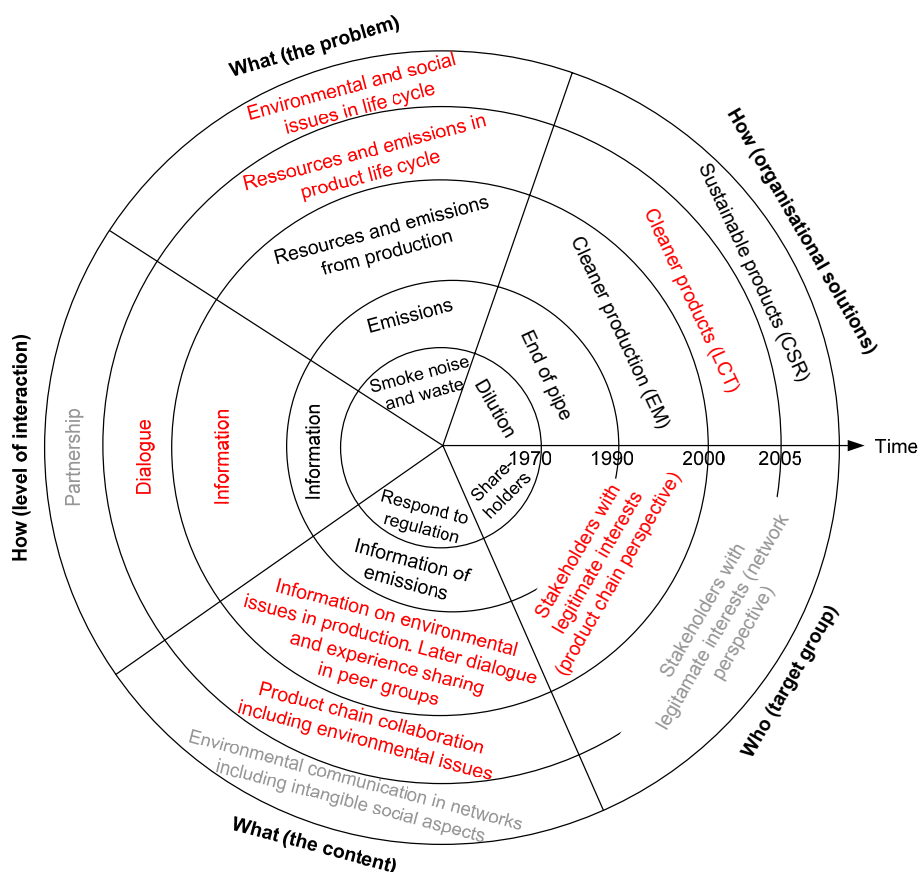 What (the problem)
Environmental and social
issues in life cycle
Ressources and emissions in
product life cycle
Resources and emissions
from production
Emissions
Smoke noise
and waste
How (organisational solutions)
Sustainable products (CSR)
Cleaner products (LCT)
Cleaner production (EM)
End of pipe
Dilution
1970
1990
2000
2005
Time
How (level of interaction)
Partnership
Dialogue
Information
Information
Share-
holders
Stakeholders with
legitimate interests
(product chain perspective)
Stakeholders with
legitamate interests (network
perspective)
Who (target group)
Respond to
regulation
Information of
emissions
Information on environmental
issues in production. Later dialogue
and experience sharing
in peer groups
Product chain collaboration
including environmental issues
Environmental communication in networks
including intangible social aspects
What (the content)